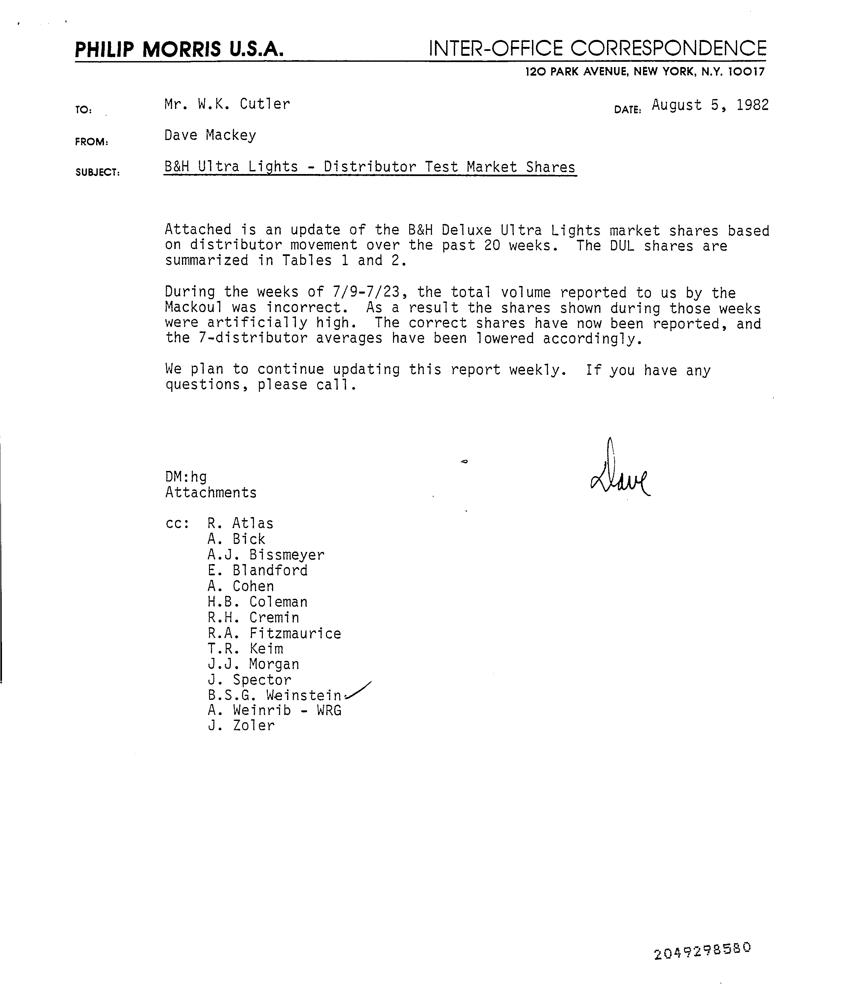 PHILIP MORRIS U.S.A. INTER-OFFICE CORRESPONDENCE
120 PARK AVENUE, NEW YORK, N.Y. 10017
TO: Mr. W.K. Cutler DATE: August 5, 1982
FROM: Dave Mackey
SUBJECT: B&H Ultra Lights - Distributor Test Market Shares
Attached is an update of the B&H Deluxe Ultra Lights market shares based
on distributor movement over the past 20 weeks. The DUL shares are
summarized in Tables 1 and 2.
During the weeks of 7/9-7/23, the total volume reported to us by the
Mackoul was incorrect. As a result the shares shown during those weeks
were artificially high. The correct shares have now been reported, and
the 7-distributor averages have been lowered accordingly.
We plan to continue updating this report weekly. If you have any
questions, please call.
Dave
DM:hg
Attachments
cc: R. Atlas
A. Bick
A.J. Bissmeyer
E. Blandford
A. Cohen
H.B. Coleman
R.H. Cremin
R.A. Fitzmaurice
T.R. Keim
J.J. Morgan
J. Spector
B.S.G. Weinstein
A. Weinrib - WRG
J. Zoler
2049298580